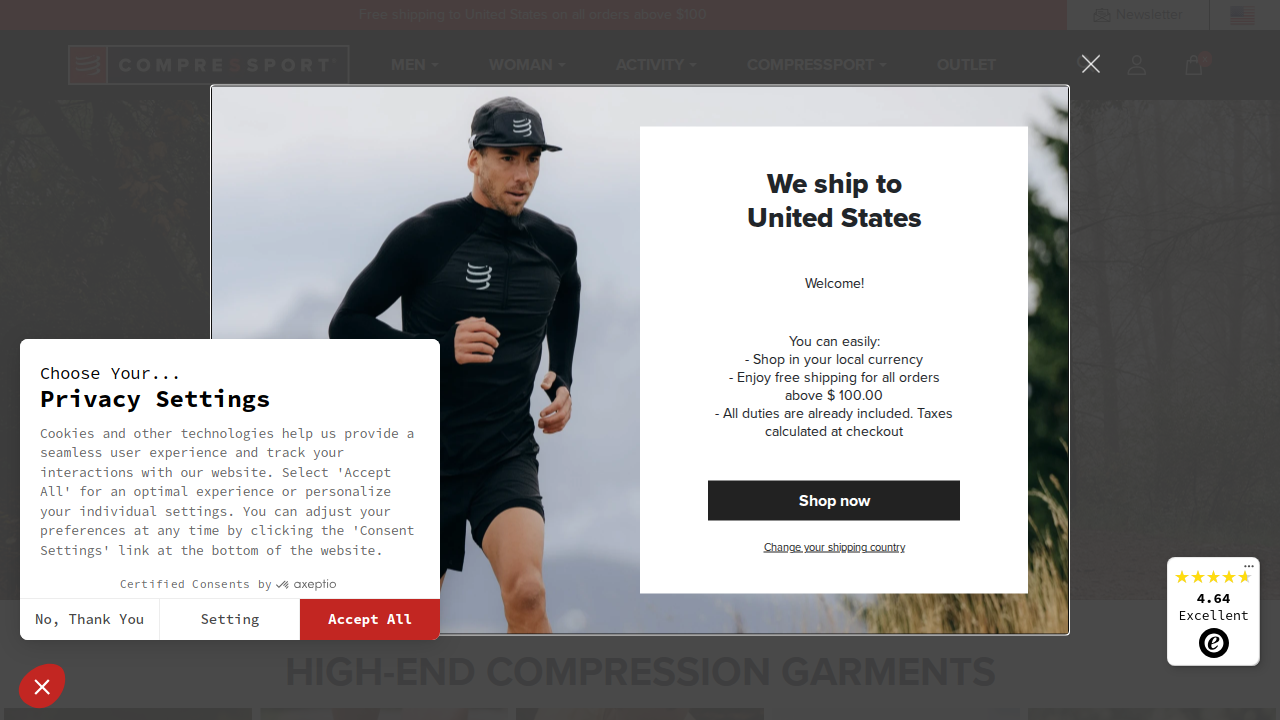 Free shipping to United States on all orders above $100
Newsletter
COMPRESSPORT
MEN
WOMAN
ACTIVITY
COMPRESSPORT
OUTLET
We ship to
United States
Welcome!
You can easily:
- Shop in your local currency
- Enjoy free shipping for all orders
above $ 100.00
- All duties are already included. Taxes
calculated at checkout
Shop now
Change your shipping country
Choose Your...
Privacy Settings
Cookies and other technologies help us provide a
seamless user experience and track your
interactions with our website. Select 'Accept
All' for an optimal experience or personalize
your individual settings. You can adjust your
preferences at any time by clicking the 'Consent
Settings' link at the bottom of the website.
Certified Consents by axeptio
No, Thank You
Setting
Accept All
4.64
Excellent
HIGH-END COMPRESSION GARMENTS